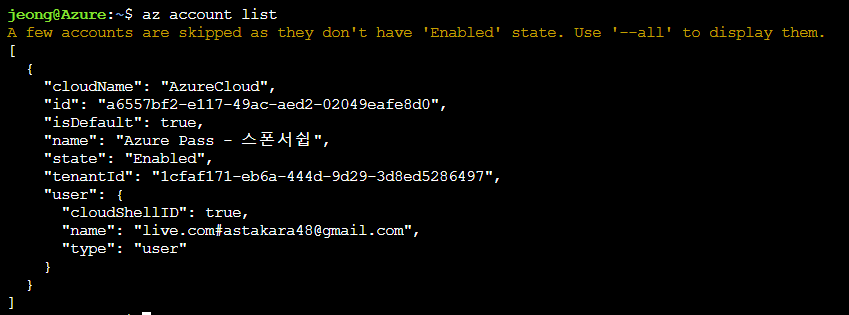 jeong@Azure:~$ az account list
A few accounts are skipped as they don't have 'Enabled' state. Use '--all' to display them.
[
  {
    "cloudName": "AzureCloud",
    "id": "a6557bf2-e117-49ac-aed2-02049eafe8d0",
    "isDefault": true,
    "name": "Azure Pass - 스폰서쉽",
    "state": "Enabled",
    "tenantId": "1cfaf171-eb6a-444d-9d29-3d8ed5286497",
    "user": {
      "cloudShellID": true,
      "name": "live.com#astakara48@gmail.com",
      "type": "user"
    }
  }
]